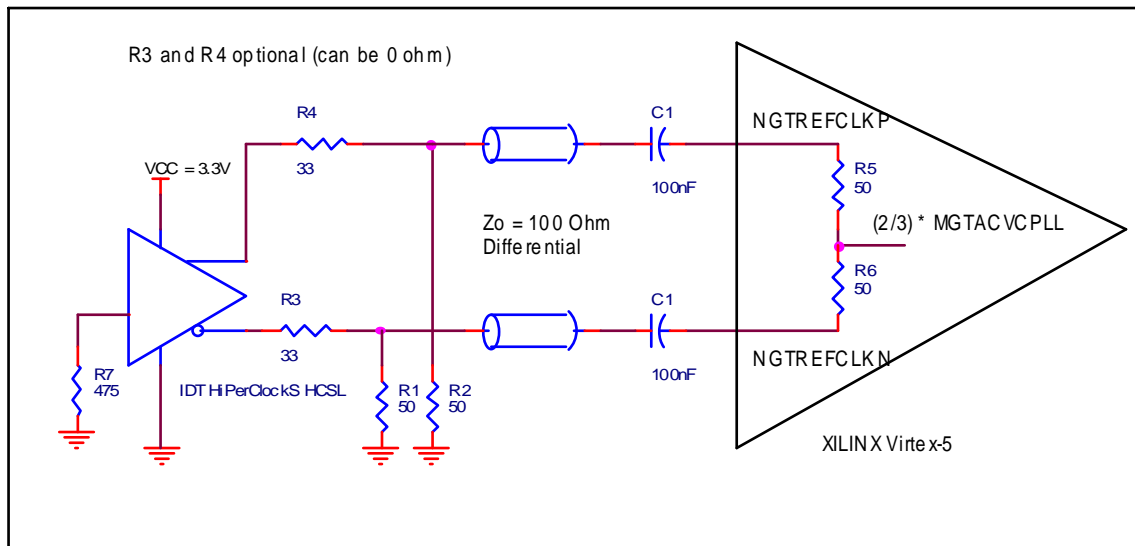 R3 and R4 optional (can be 0 ohm)
R4
33
VCC = 3.3V
C1
100nF
NGTREFCLKP
R5
50
(2/3) * MGTACVCPLL
Zo = 100 Ohm
Differential
R3
33
C1
100nF
R6
50
NGTREFCLKN
R7
475
IDT HiPerClockS HCSL
R1
50
R2
50
XILINX Virtex-5